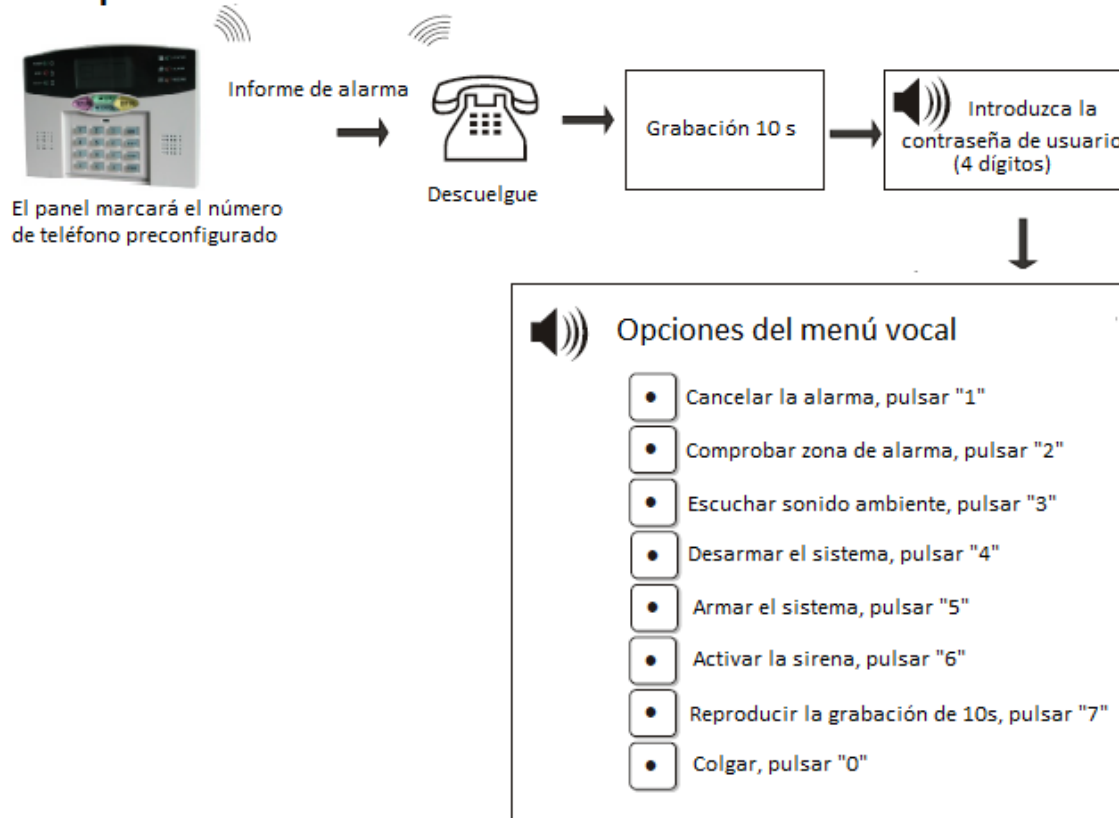 Informe de alarma
El panel marcará el número
de teléfono preconfigurado
Descuelgue
Grabación 10 s
Introduzca la
contraseña de usuario
(4 dígitos)
Opciones del menú vocal
Cancelar la alarma, pulsar "1"
Comprobar zona de alarma, pulsar "2"
Escuchar sonido ambiente, pulsar "3"
Desarmar el sistema, pulsar "4"
Armar el sistema, pulsar "5"
Activar la sirena, pulsar "6"
Reproducir la grabación de 10s, pulsar "7"
Colgar, pulsar "0"